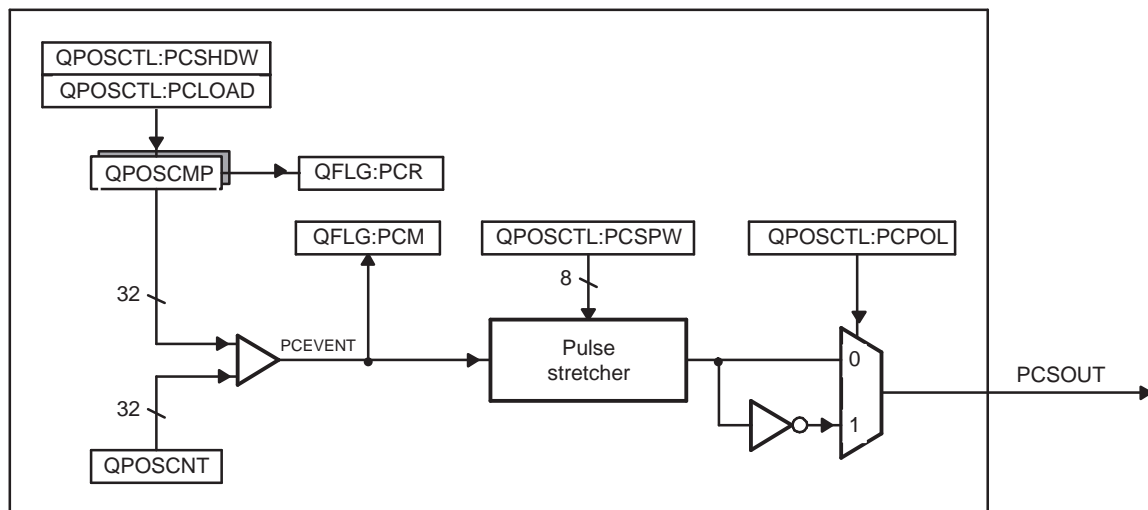 QPOSCTL:PCSHDW
QPOSCTL:PCLOAD
QPOSCMP
QFLG:PCR
QFLG:PCM
QPOSCTL:PCSPW
QPOSCTL:PCPOL
32
8
PCEVENT
Pulse
stretcher
0
1
PCSOUT
32
QPOSCNT